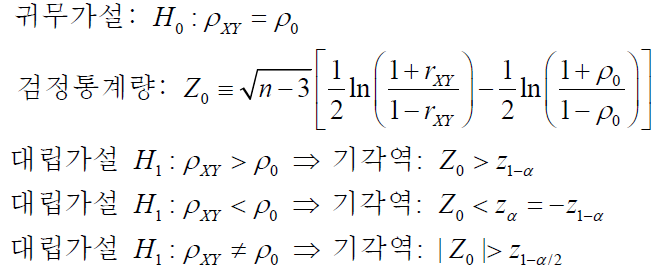 귀무가설: H₀ : ρ_XY = ρ₀
검정통계량: Z₀ ≡ √(n−3) [ 1/2 ln( (1+r_XY)/(1−r_XY) ) − 1/2 ln( (1+ρ₀)/(1−ρ₀) ) ]
대립가설 H₁ : ρ_XY > ρ₀ ⇒ 기각역: Z₀ > z_{1−α}
대립가설 H₁ : ρ_XY < ρ₀ ⇒ 기각역: Z₀ < z_α = −z_{1−α}
대립가설 H₁ : ρ_XY ≠ ρ₀ ⇒ 기각역: | Z₀ |> z_{1−α/2}